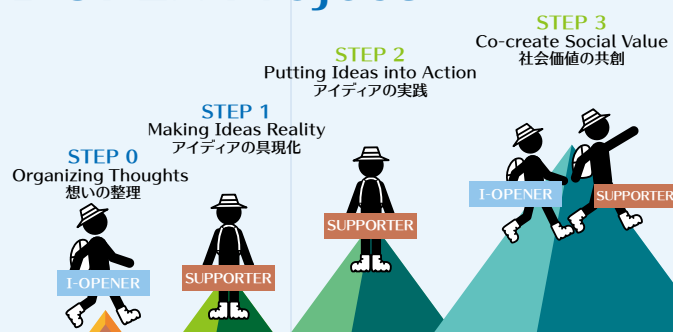 STEP 3
Co-create Social Value
社会価値の共創
STEP 2
Putting Ideas into Action
アイディアの実践
STEP 1
Making Ideas Reality
アイディアの具現化
STEP 0
Organizing Thoughts
想いの整理
I-OPENER
SUPPORTER
SUPPORTER
I-OPENER
SUPPORTER